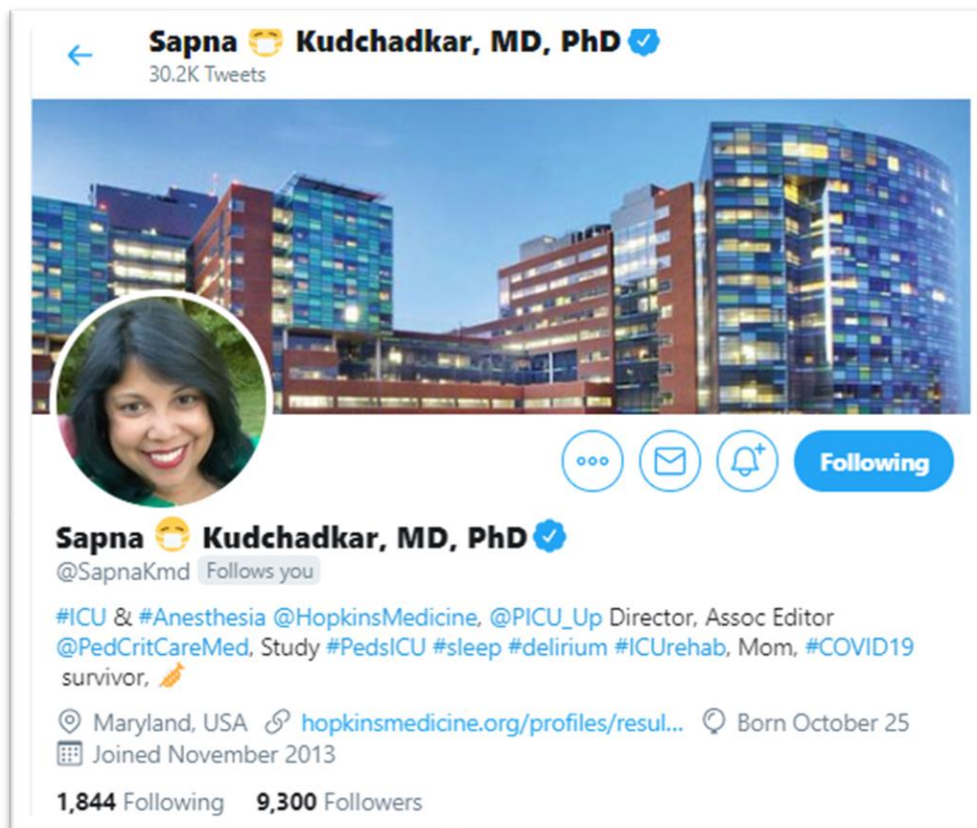 Sapna 😷 Kudchadkar, MD, PhD
30.2K Tweets
Following
Sapna 😷 Kudchadkar, MD, PhD
@SapnaKmd Follows you
#ICU & #Anesthesia @HopkinsMedicine, @PICU_Up Director, Assoc Editor
@PedCritCareMed, Study #PedsICU #sleep #delirium #ICUrehab, Mom, #COVID19
survivor, 🎻
Maryland, USA hopkinsmedicine.org/profiles/resul... Born October 25
Joined November 2013
1,844 Following 9,300 Followers